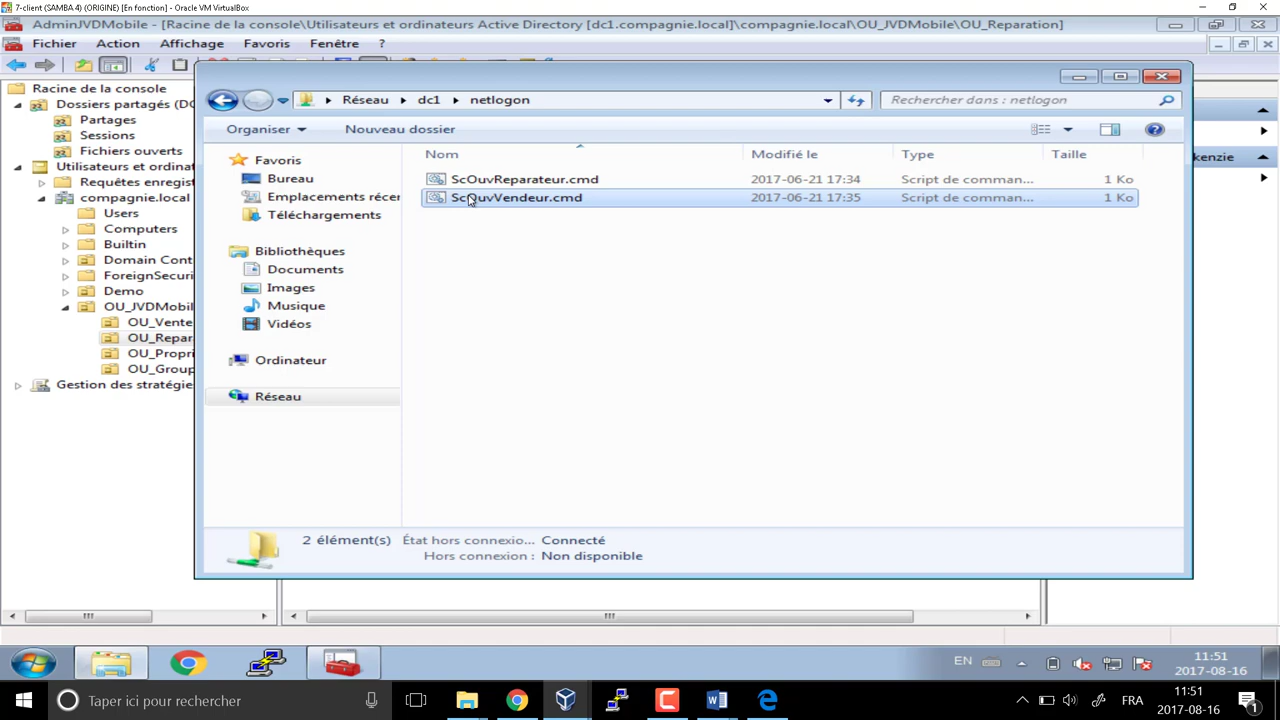 7-client (SAMBA 4) (ORIGINE) [En fonction] - Oracle VM VirtualBox
AdminJVDMobile - [Racine de la console\Utilisateurs et ordinateurs Active Directory [dc1.compagnie.local]\compagnie.local\OU_JVDMobile\OU_Reparation]
Fichier Action Affichage Favoris Fenêtre ?
Racine de la console
Dossiers partagés (DC
Partages
Sessions
Fichiers ouverts
Utilisateurs et ordinat
Requêtes enregist
compagnie.local
Users
Computers
Builtin
Domain Cont
ForeignSecuri
Demo
OU_JVDMobil
OU_Vente
OU_Repar
OU_Propri
OU_Group
Gestion des stratégie
Réseau dc1 netlogon
Rechercher dans : netlogon
Organiser Nouveau dossier
Favoris
Bureau
Emplacements récen
Téléchargements
Bibliothèques
Documents
Images
Musique
Vidéos
Ordinateur
Réseau
Nom Modifié le Type Taille
ScOuvReparateur.cmd 2017-06-21 17:34 Script de comman... 1 Ko
ScOuvVendeur.cmd 2017-06-21 17:35 Script de comman... 1 Ko
2 élément(s) État hors connexio... Connecté
Hors connexion : Non disponible
kenzie
EN 11:51
2017-08-16
Taper ici pour rechercher
FRA
11:51
2017-08-16
1